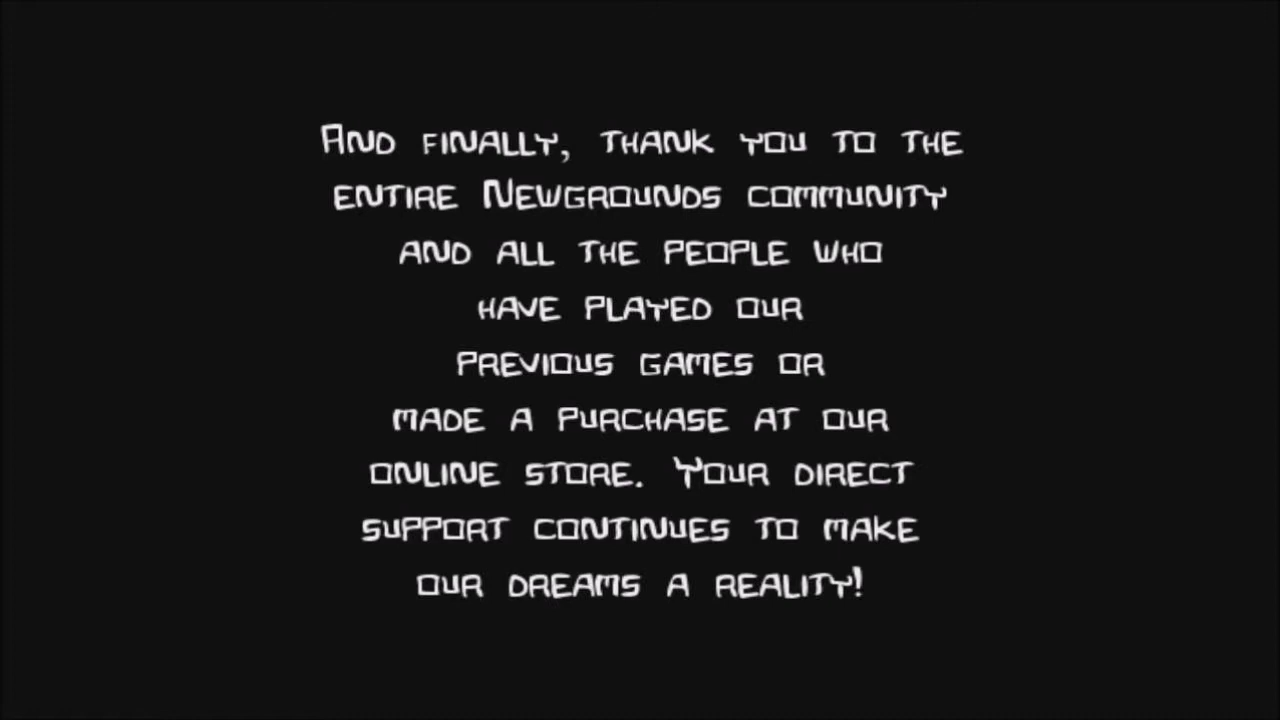 And finally, thank you to the
entire Newgrounds community
and all the people who
have played our
previous games or
made a purchase at our
online store. Your direct
support continues to make
our dreams a reality!